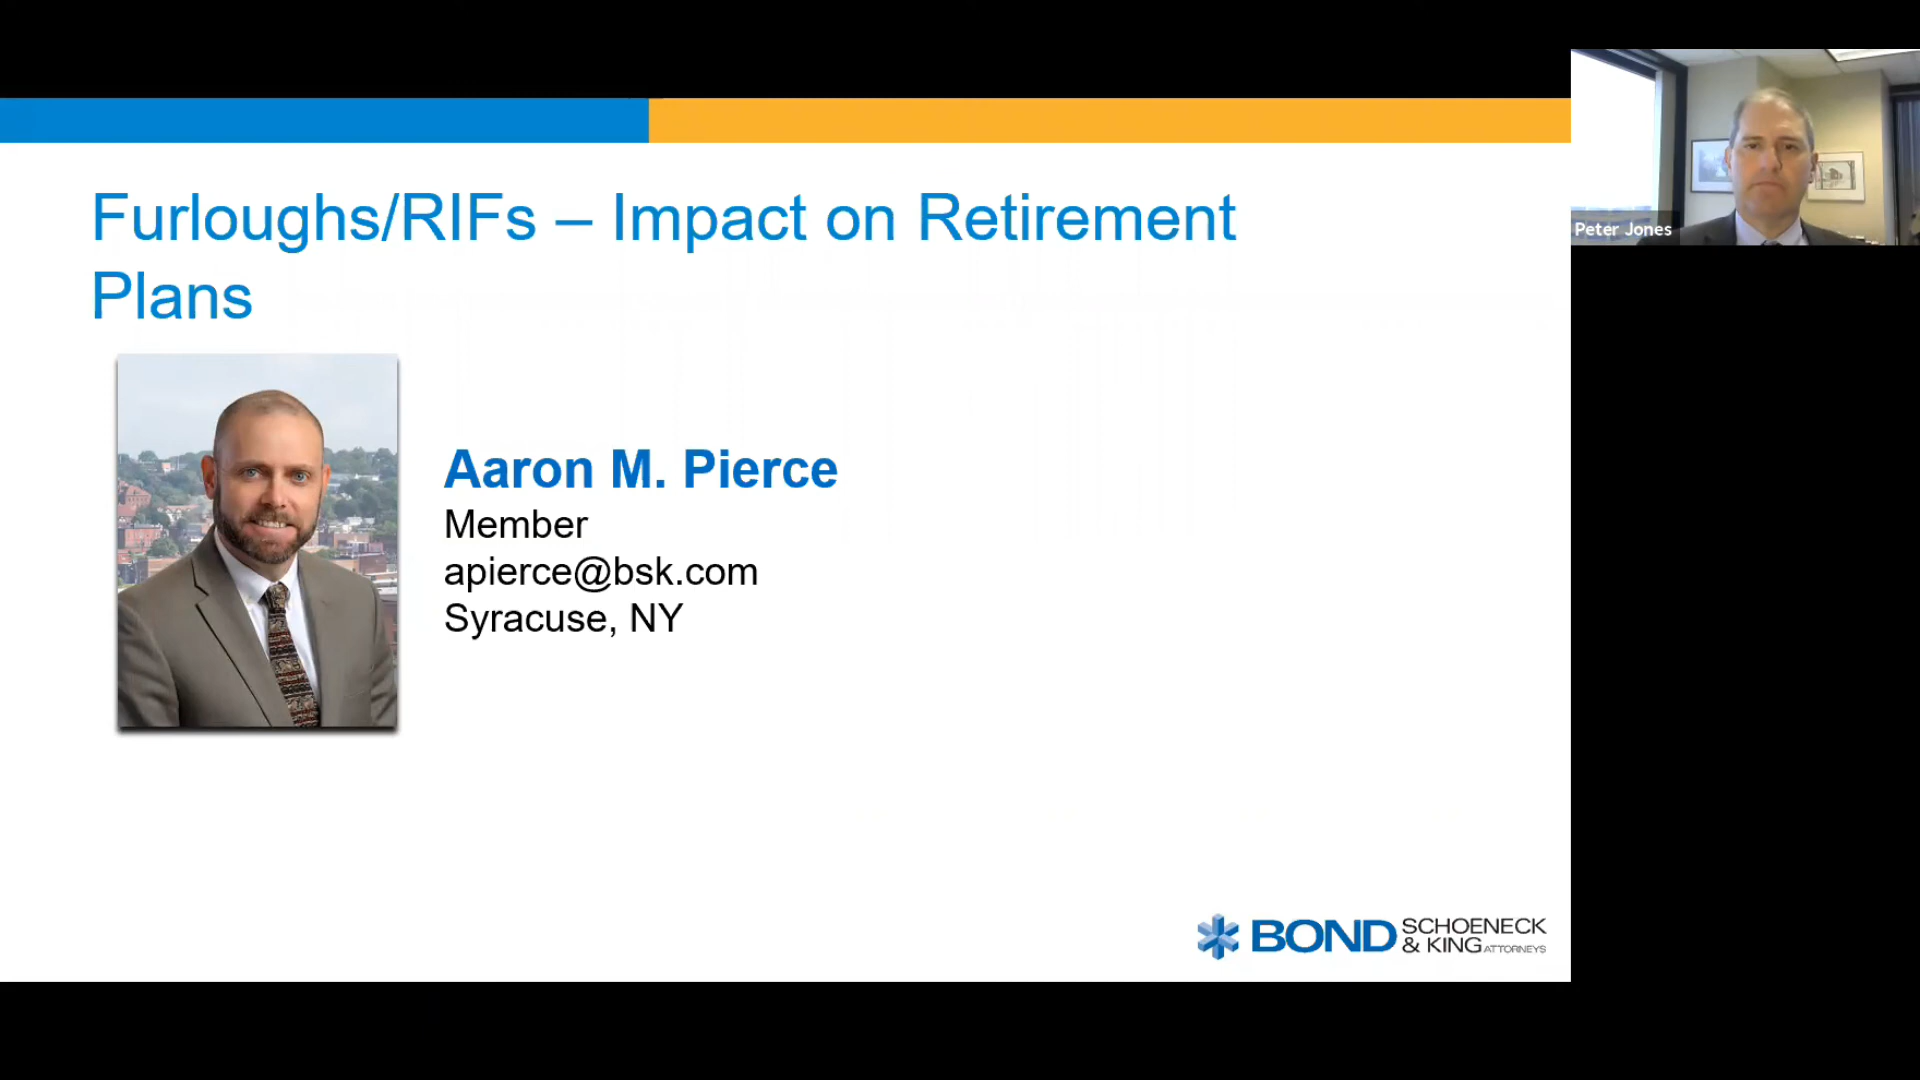 Furloughs/RIFs – Impact on Retirement
Plans
Aaron M. Pierce
Member
apierce@bsk.com
Syracuse, NY
BOND SCHOENECK
& KING ATTORNEYS
Peter Jones